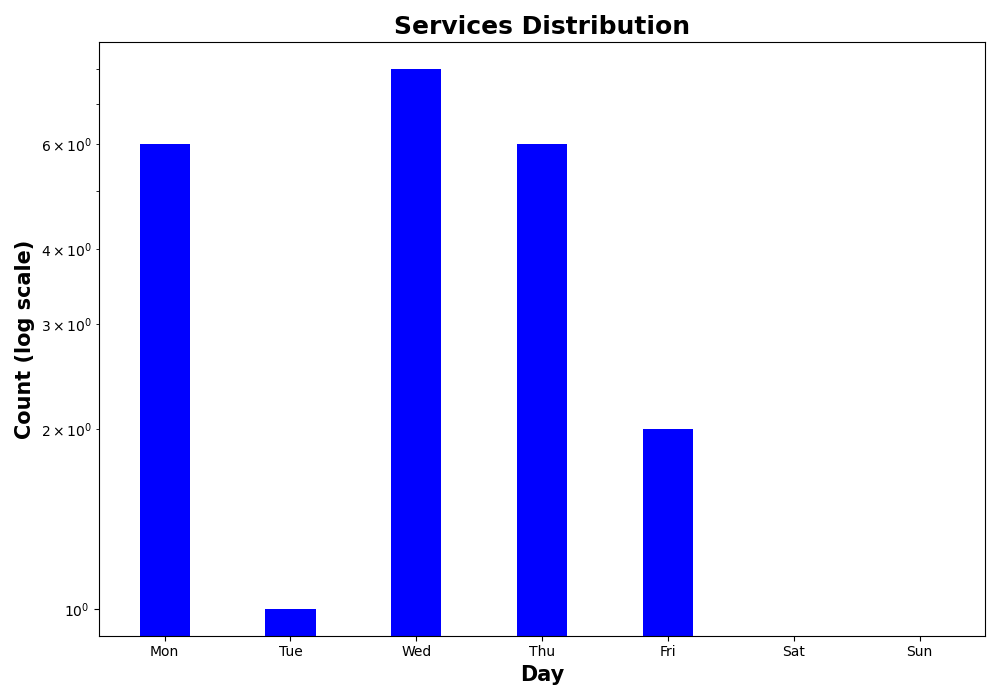 Services Distribution
Count (log scale)
6 × 10⁰
4 × 10⁰
3 × 10⁰
2 × 10⁰
10⁰
Mon Tue Wed Thu Fri Sat Sun
Day